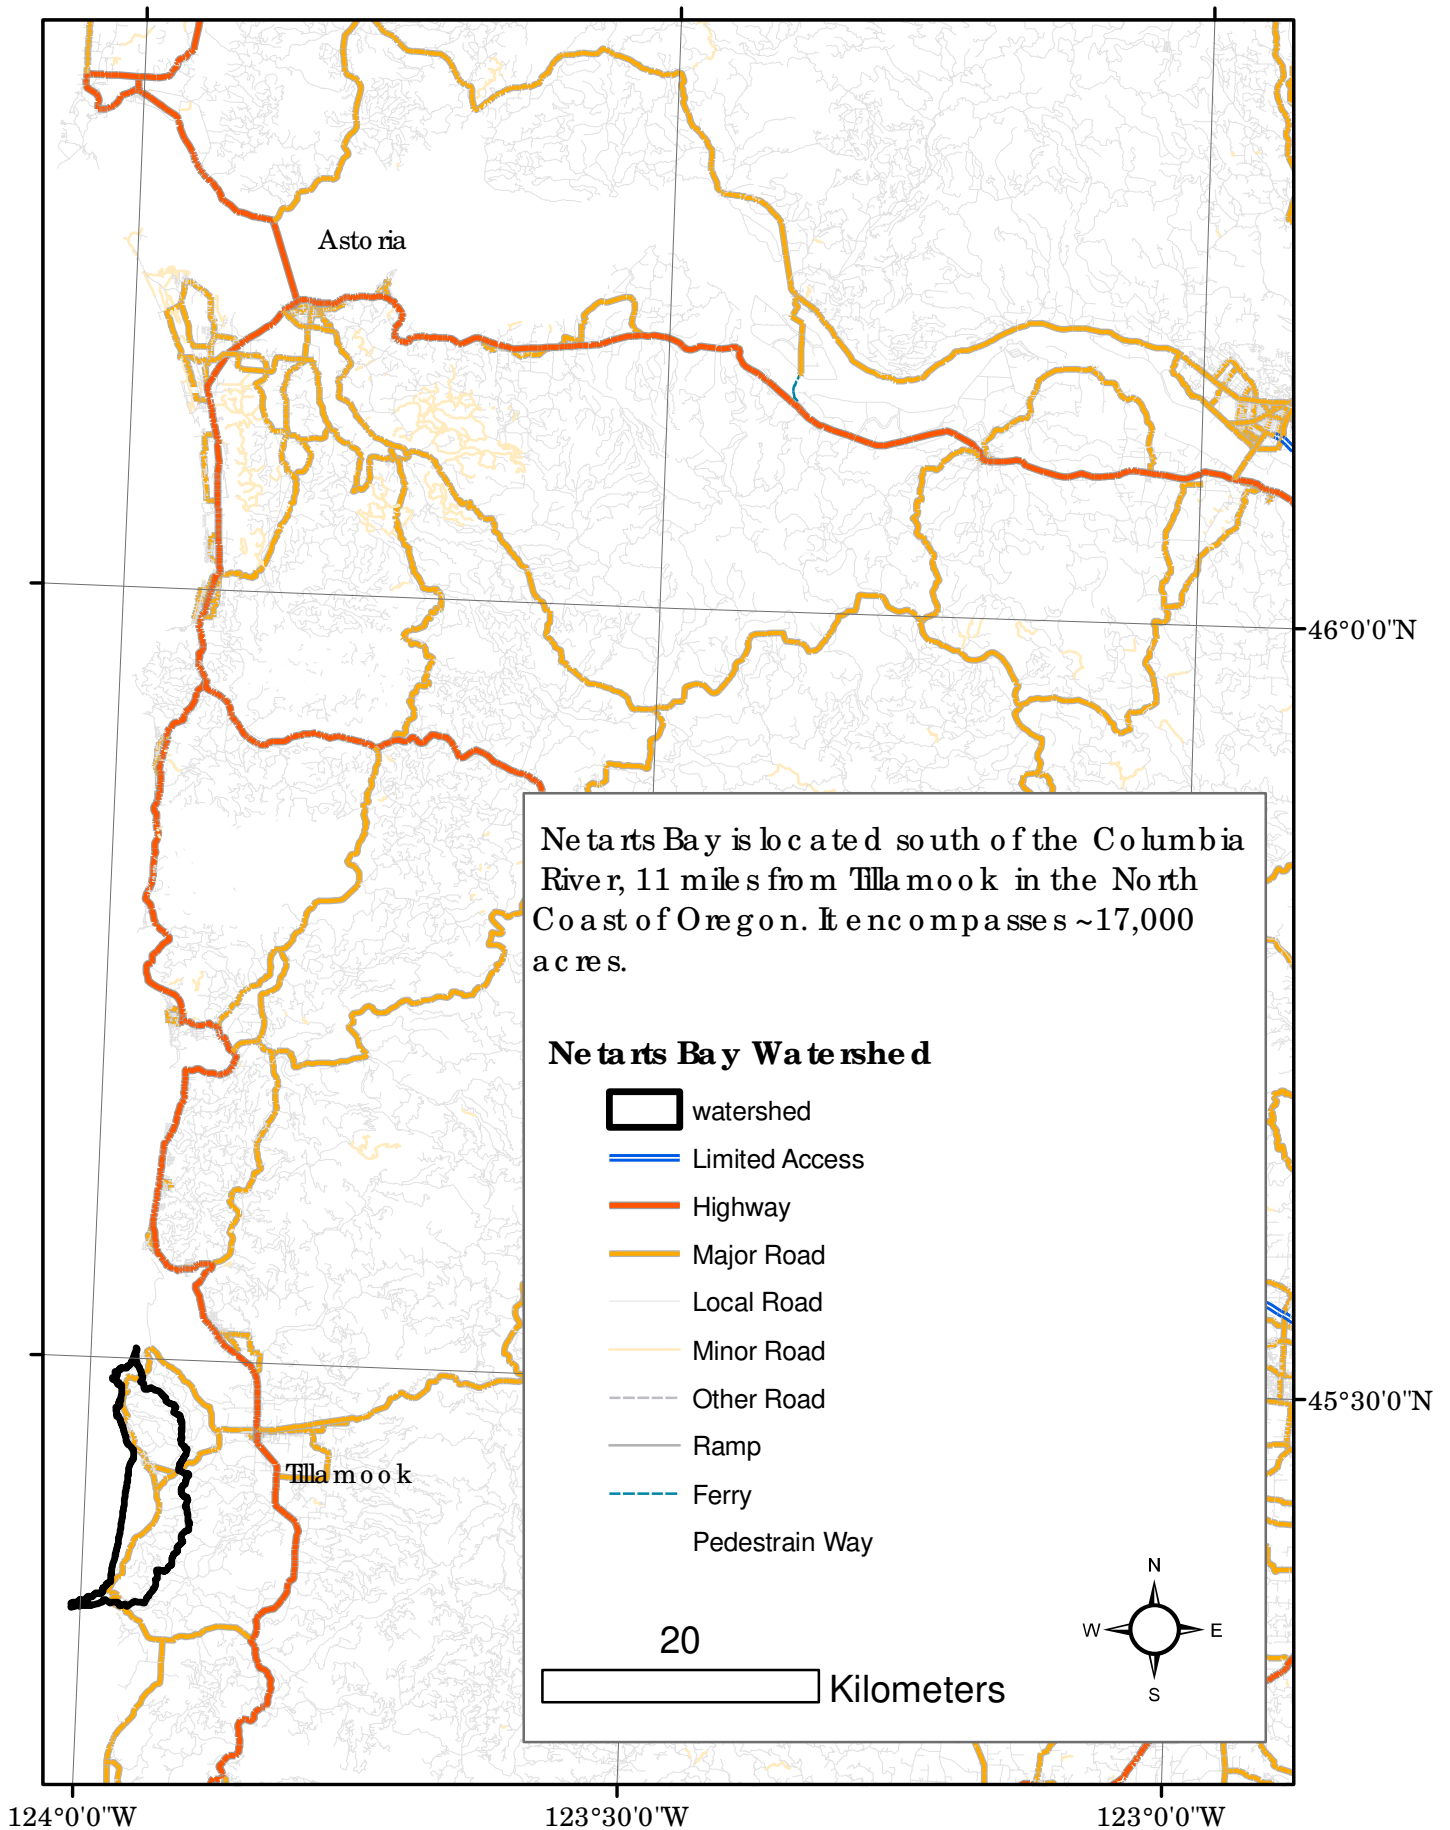 Astoria
46°0'0"N
Netarts Bay is located south of the Columbia
River, 11 miles from Tillamook in the North
Coast of Oregon. It encompasses ~17,000
acres.
Netarts Bay Watershed
watershed
Limited Access
Highway
Major Road
Local Road
Minor Road
45°30'0"N
Other Road
Ramp
Tillamook
Ferry
Pedestrain Way
N
W
E
S
20
Kilometers
124°0'0"W
123°30'0"W
123°0'0"W